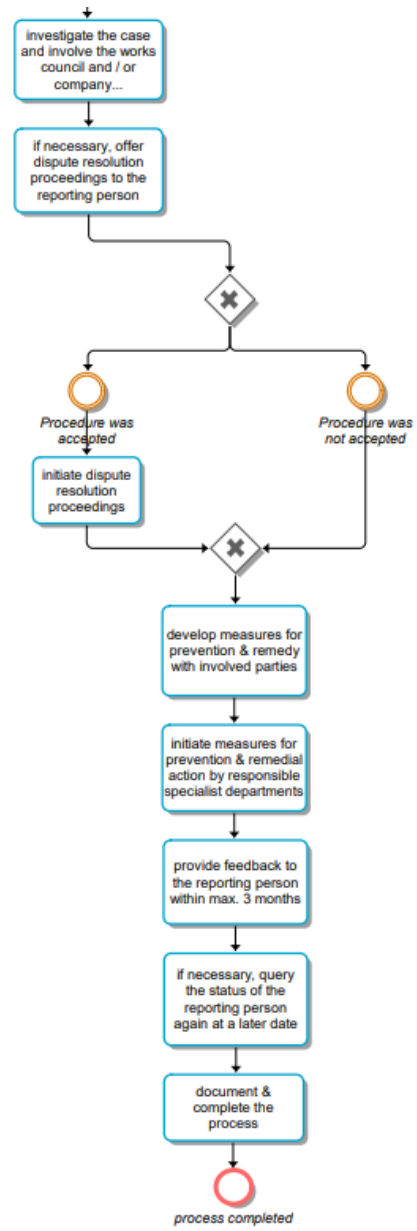 investigate the case
and involve the works
council and / or
company...
if necessary, offer
dispute resolution
proceedings to the
reporting person
Procedure was
accepted
Procedure was
not accepted
initiate dispute
resolution
proceedings
develop measures for
prevention & remedy
with involved parties
initiate measures for
prevention & remedial
action by responsible
specialist departments
provide feedback to
the reporting person
within max. 3 months
if necessary, query
the status of the
reporting person
again at a later date
document &
complete the
process
process completed